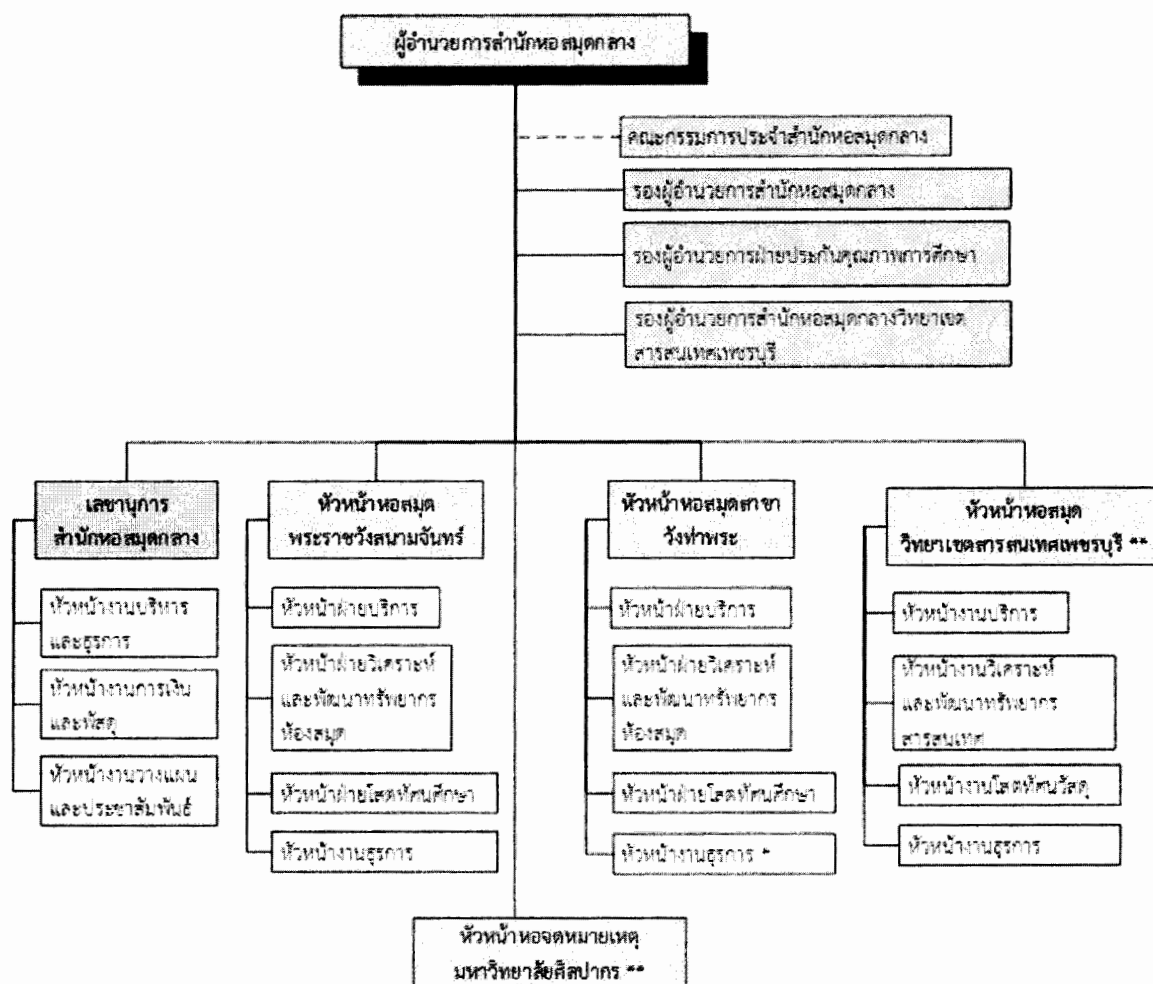 ผู้อำนวยการสำนักหอสมุดกลาง
คณะกรรมการประจำสำนักหอสมุดกลาง
รองผู้อำนวยการสำนักหอสมุดกลาง
รองผู้อำนวยการฝ่ายประกันคุณภาพการศึกษา
รองผู้อำนวยการสำนักหอสมุดกลางวิทยาเขต
สารสนเทศเพชรบุรี
เลขานุการ
สำนักหอสมุดกลาง
หัวหน้างานบริหาร
และธุรการ
หัวหน้างานการเงิน
และพัสดุ
หัวหน้างานวางแผน
และประชาสัมพันธ์
หัวหน้าหอสมุด
พระราชวังสนามจันทร์
หัวหน้าฝ่ายบริการ
หัวหน้าฝ่ายวิเคราะห์
และพัฒนาทรัพยากร
ห้องสมุด
หัวหน้าฝ่ายโสตทัศนศึกษา
หัวหน้างานธุรการ
หัวหน้าหอสมุดสาขา
วังท่าพระ
หัวหน้าฝ่ายบริการ
หัวหน้าฝ่ายวิเคราะห์
และพัฒนาทรัพยากร
ห้องสมุด
หัวหน้าฝ่ายโสตทัศนศึกษา
หัวหน้างานธุรการ *
หัวหน้าหอสมุด
วิทยาเขตสารสนเทศเพชรบุรี **
หัวหน้างานบริการ
หัวหน้างานวิเคราะห์
และพัฒนาทรัพยากร
สารสนเทศ
หัวหน้างานโสตทัศนวัสดุ
หัวหน้างานธุรการ
หัวหน้าหอจดหมายเหตุ
มหาวิทยาลัยศิลปากร **